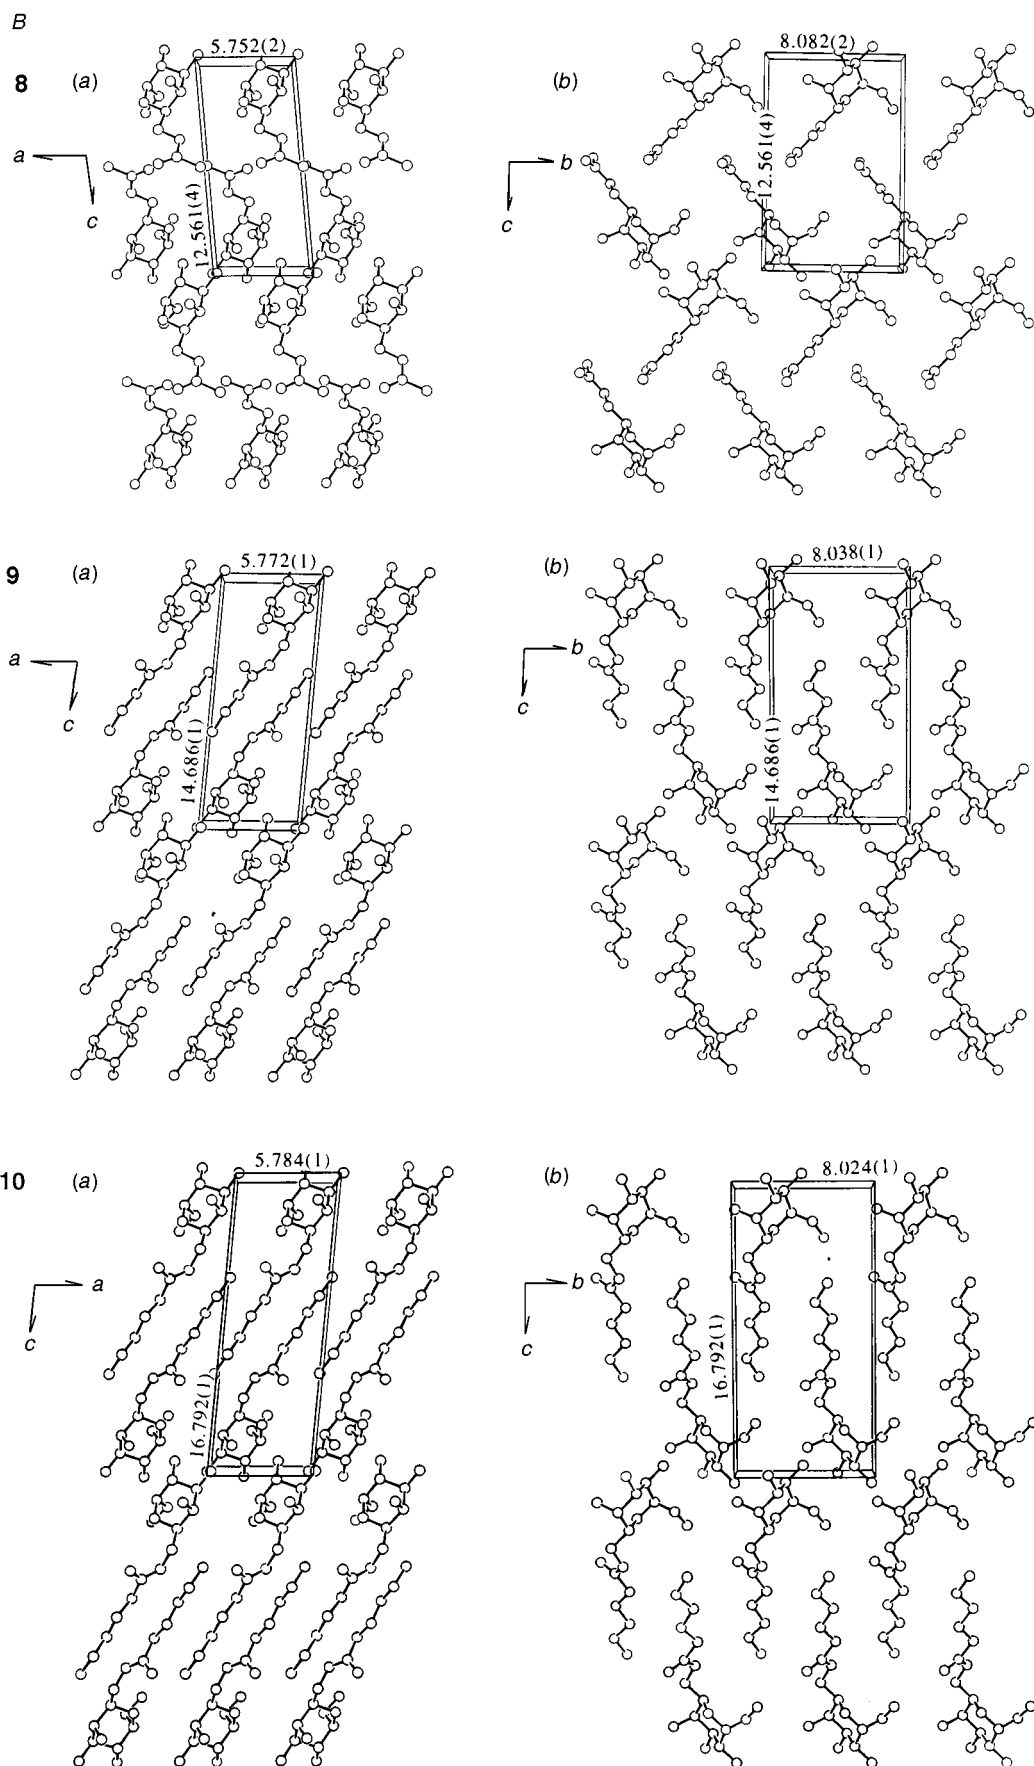 B
8 (a) 5.752(2) (b) 8.082(2)
a b
c c
12.561(4) 12.561(4)
9 (a) 5.772(1) (b) 8.038(1)
a b
c c
14.686(1) 14.686(1)
10 (a) 5.784(1) (b) 8.024(1)
a b
c c
16.792(1) 16.792(1)